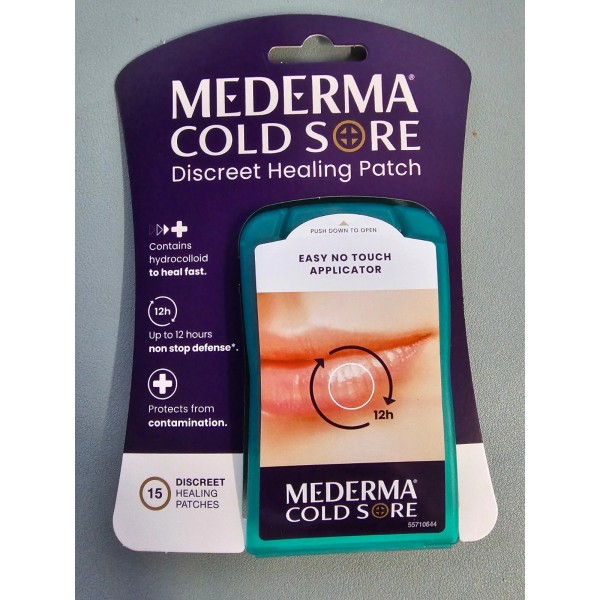 MEDERMA®
COLD SORE
Discreet Healing Patch
Contains
hydrocolloid
to heal fast.
12h
Up to 12 hours
non stop defense*.
Protects from
contamination.
15
DISCREET
HEALING
PATCHES
PUSH DOWN TO OPEN
EASY NO TOUCH
APPLICATOR
12h
MEDERMA®
COLD SORE
55710644